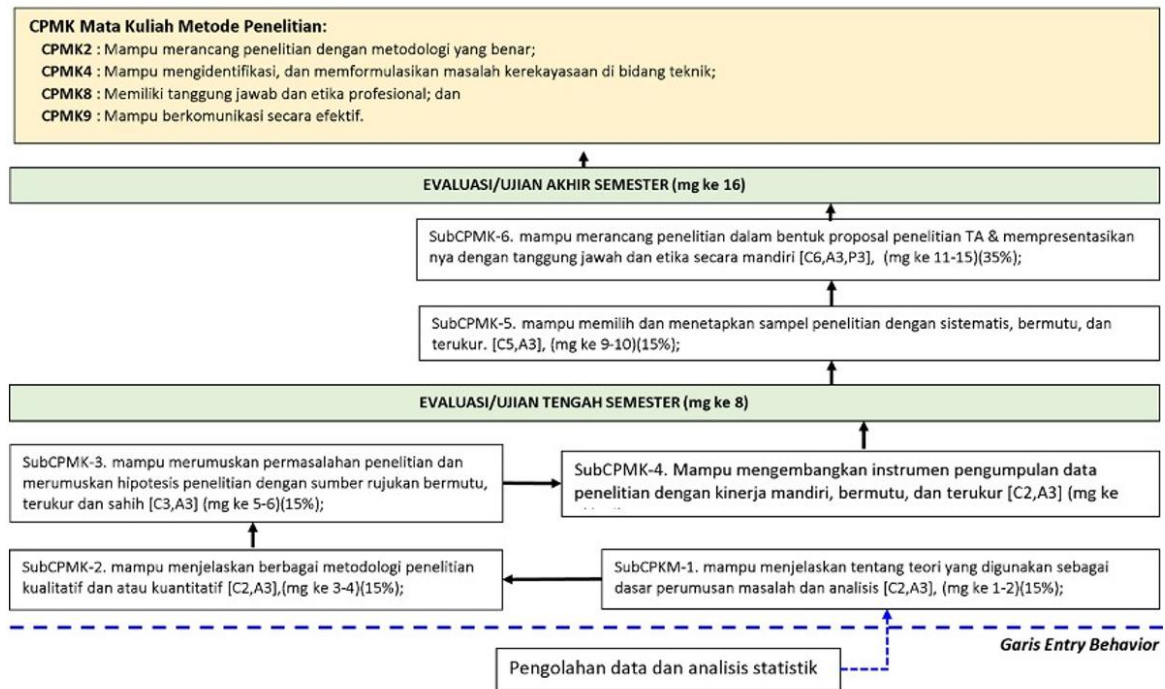 CPMK Mata Kuliah Metode Penelitian:
CPMK2 : Mampu merancang penelitian dengan metodologi yang benar;
CPMK4 : Mampu mengidentifikasi, dan memformulasikan masalah kerekayasaan di bidang teknik;
CPMK8 : Memiliki tanggung jawab dan etika profesional; dan
CPMK9 : Mampu berkomunikasi secara efektif.
EVALUASI/UJIAN AKHIR SEMESTER (mg ke 16)
SubCPMK-6. mampu merancang penelitian dalam bentuk proposal penelitian TA & mempresentasikan
nya dengan tanggung jawah dan etika secara mandiri [C6,A3,P3], (mg ke 11-15)(35%);
SubCPMK-5. mampu memilih dan menetapkan sampel penelitian dengan sistematis, bermutu, dan
terukur. [C5,A3], (mg ke 9-10)(15%);
EVALUASI/UJIAN TENGAH SEMESTER (mg ke 8)
SubCPMK-3. mampu merumuskan permasalahan penelitian dan
merumuskan hipotesis penelitian dengan sumber rujukan bermutu,
terukur dan sahih [C3,A3] (mg ke 5-6)(15%);
SubCPMK-4. Mampu mengembangkan instrumen pengumpulan data
penelitian dengan kinerja mandiri, bermutu, dan terukur [C2,A3] (mg ke
SubCPMK-2. mampu menjelaskan berbagai metodologi penelitian
kualitatif dan atau kuantitatif [C2,A3],(mg ke 3-4)(15%);
SubCPKM-1. mampu menjelaskan tentang teori yang digunakan sebagai
dasar perumusan masalah dan analisis [C2,A3], (mg ke 1-2)(15%);
Garis Entry Behavior
Pengolahan data dan analisis statistik